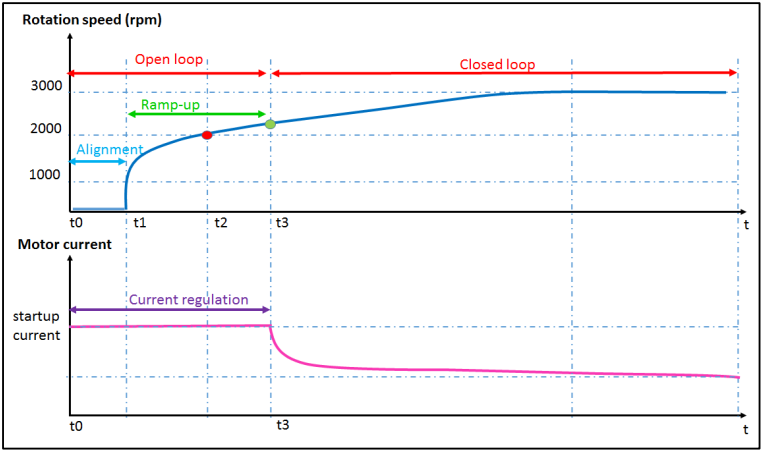 Rotation speed (rpm)
Open loop
Closed loop
3000
Ramp-up
2000
Alignment
1000
t0
t1
t2
t3
t
Motor current
Current regulation
startup
current
t0
t3
t